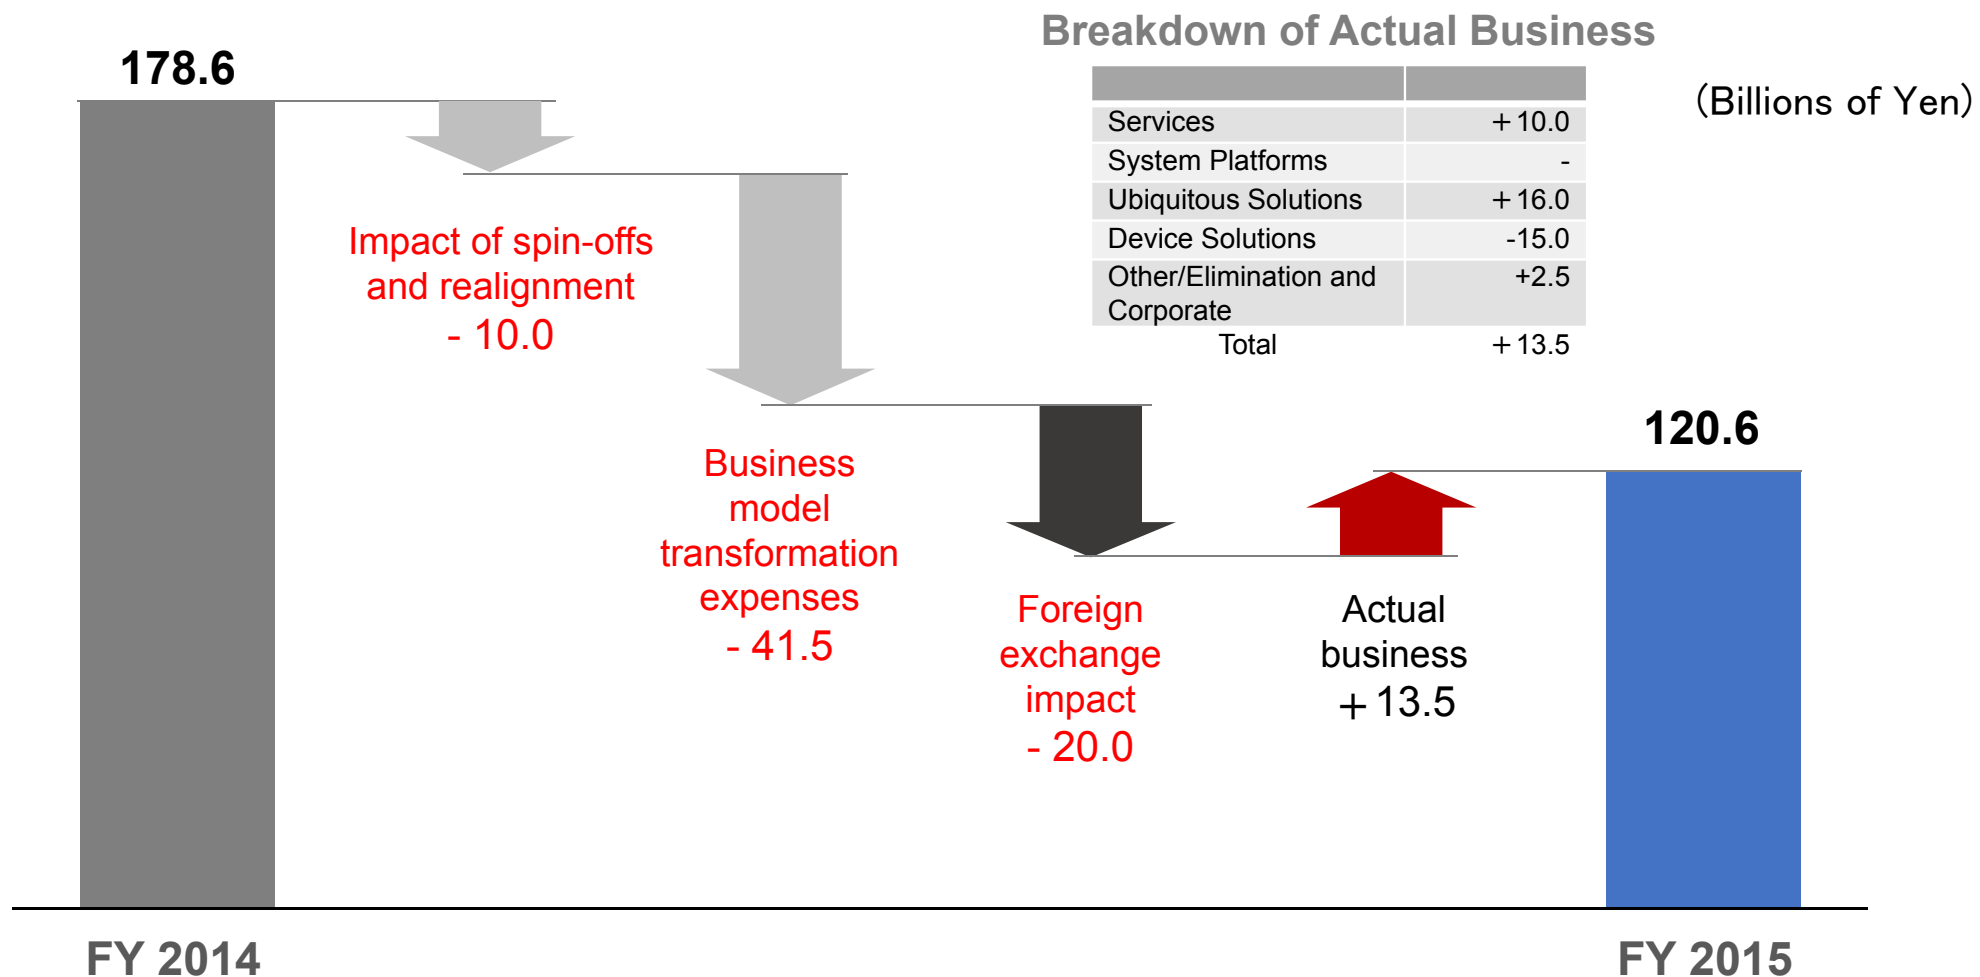 Breakdown of Actual Business
(Billions of Yen)
Services +10.0
System Platforms -
Ubiquitous Solutions +16.0
Device Solutions -15.0
Other/Elimination and +2.5
Corporate
Total +13.5
178.6
Impact of spin-offs
and realignment
- 10.0
Business
model
transformation
expenses
- 41.5
Foreign
exchange
impact
- 20.0
Actual
business
+13.5
120.6
FY 2014
FY 2015